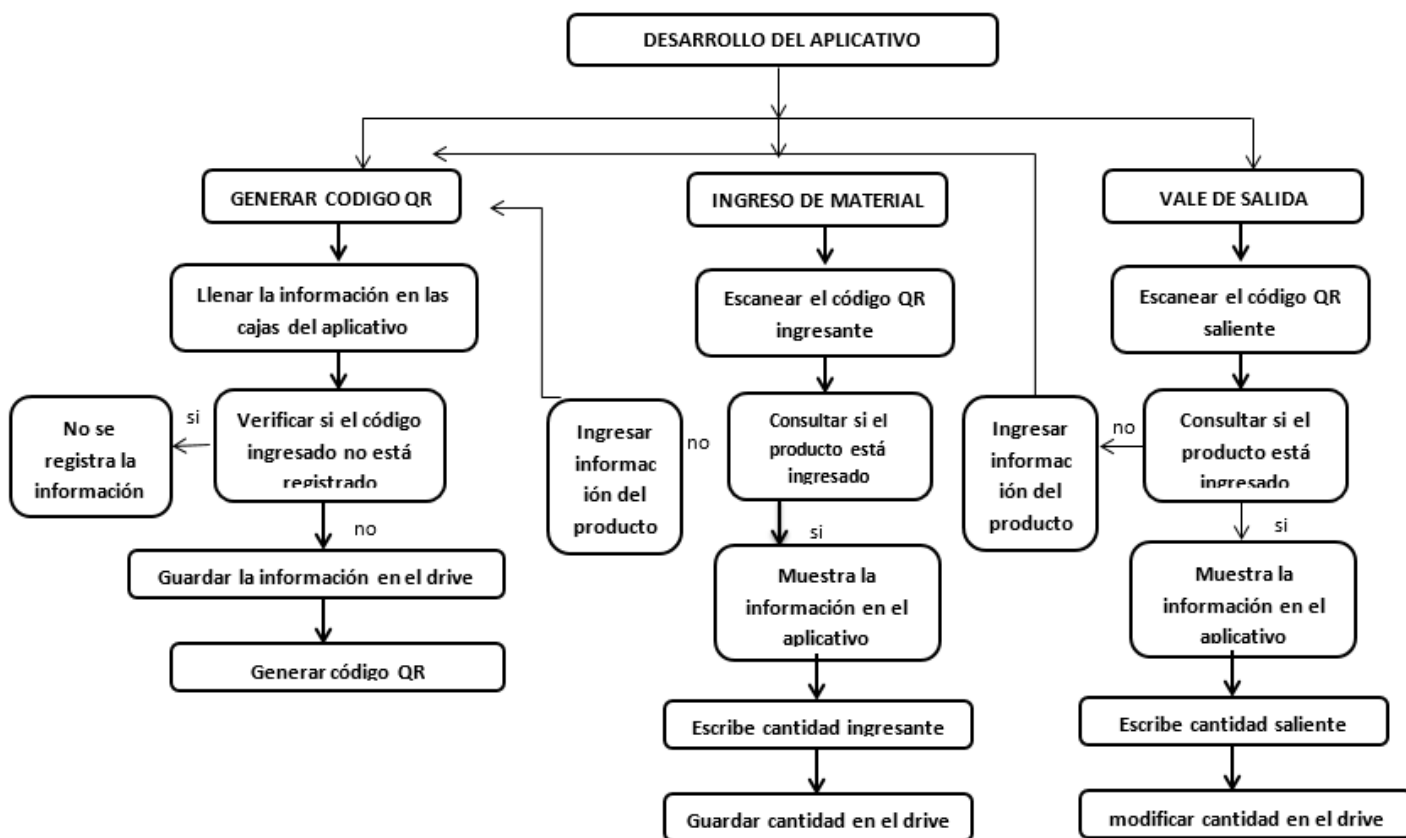 DESARROLLO DEL APLICATIVO
GENERAR CODIGO QR
Llenar la información en las
cajas del aplicativo
Verificar si el código
ingresado no está
registrado
si
No se
registra la
información
no
Guardar la información en el drive
Generar código QR
INGRESO DE MATERIAL
Escanear el código QR
ingresante
Consultar si el
producto está
ingresado
no
Ingresar
informac
ión del
producto
si
Muestra la
información en el
aplicativo
Escribe cantidad ingresante
Guardar cantidad en el drive
VALE DE SALIDA
Escanear el código QR
saliente
Consultar si el
producto está
ingresado
no
Ingresar
informac
ión del
producto
si
Muestra la
información en el
aplicativo
Escribe cantidad saliente
modificar cantidad en el drive